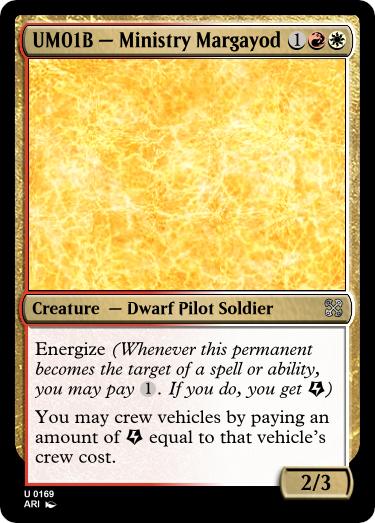 UM01B — Ministry Margayod 1
Creature — Dwarf Pilot Soldier
Energize (Whenever this permanent
becomes the target of a spell or ability,
you may pay 1. If you do, you get )
You may crew vehicles by paying an
amount of equal to that vehicle's
crew cost.
2/3
U 0169
ARI